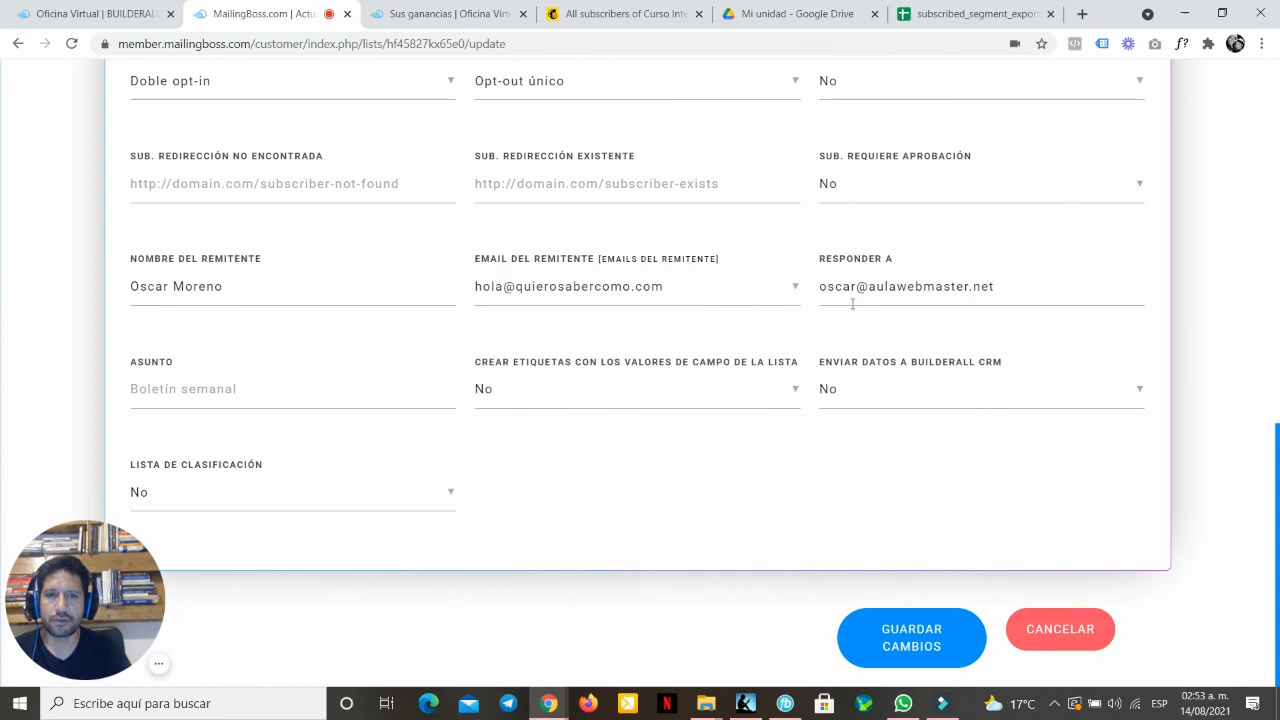 Oficina Virtual | BUILDERALL
MailingBoss | Actu
Sus ganancias | Oficina Virtual
All subscribers of Curso Inte
Mi unidad - Google Drive
Requiere aprobación
segment_export
member.mailingboss.com/customer/index.php/lists/hf45827kx65e0/update
Doble opt-in
Opt-out único
No
SUB. REDIRECCIÓN NO ENCONTRADA
SUB. REDIRECCIÓN EXISTENTE
SUB. REQUIERE APROBACIÓN
http://domain.com/subscriber-not-found
http://domain.com/subscriber-exists
No
NOMBRE DEL REMITENTE
EMAIL DEL REMITENTE [EMAILS DEL REMITENTE]
RESPONDER A
Oscar Moreno
hola@quierosabercomo.com
oscar@aulawebmaster.net
ASUNTO
CREAR ETIQUETAS CON LOS VALORES DE CAMPO DE LA LISTA
ENVIAR DATOS A BUILDERALL CRM
Boletín semanal
No
No
LISTA DE CLASIFICACIÓN
No
GUARDAR
CAMBIOS
CANCELAR
Escribe aquí para buscar
17°C
ESP
02:53 a. m.
14/08/2021